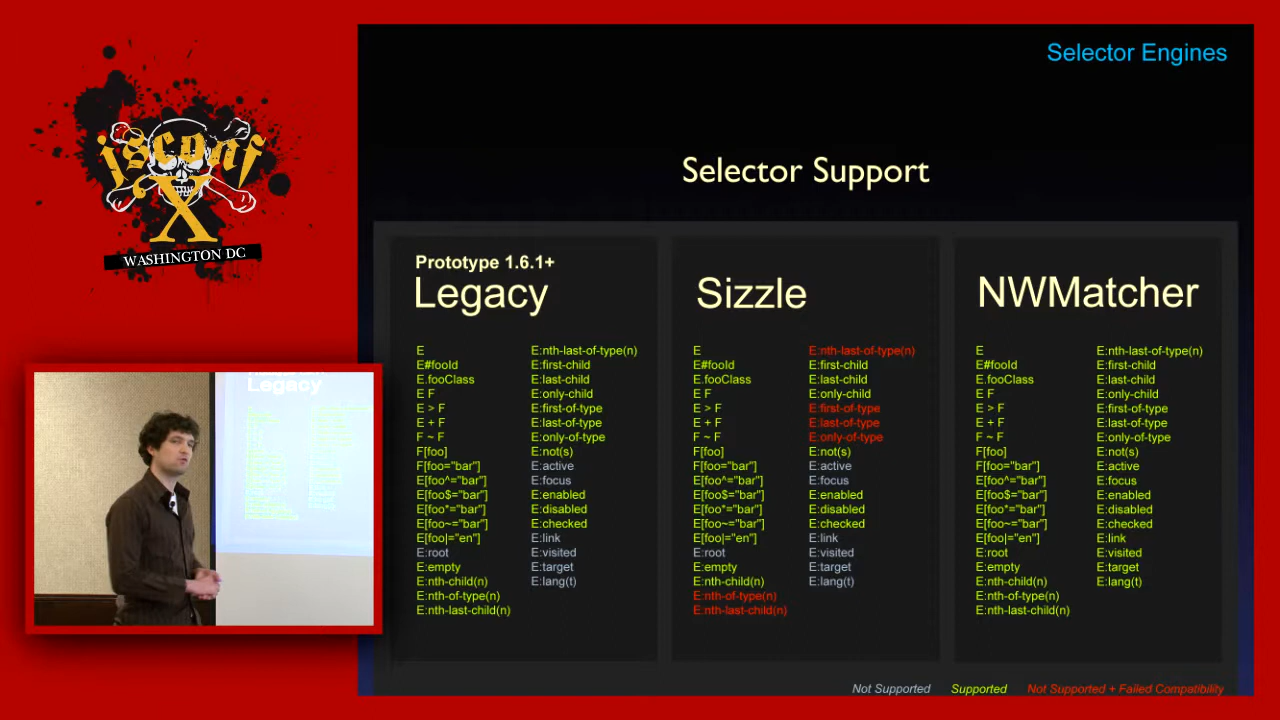 jsconf
X
WASHINGTON DC
Legacy
Selector Engines
Selector Support
Prototype 1.6.1+
Legacy
E
E#fooId
E.fooClass
E F
E > F
E + F
F ~ F
F[foo]
F[foo="bar"]
E[foo^="bar"]
E[foo$="bar"]
E[foo*="bar"]
E[foo~="bar"]
E[foo|="en"]
E:root
E:empty
E:nth-child(n)
E:nth-of-type(n)
E:nth-last-child(n)
E:nth-last-of-type(n)
E:first-child
E:last-child
E:only-child
E:first-of-type
E:last-of-type
E:only-of-type
E:not(s)
E:active
E:focus
E:enabled
E:disabled
E:checked
E:link
E:visited
E:target
E:lang(t)
Sizzle
E
E#fooId
E.fooClass
E F
E > F
E + F
F ~ F
F[foo]
F[foo="bar"]
E[foo^="bar"]
E[foo$="bar"]
E[foo*="bar"]
E[foo~="bar"]
E[foo|="en"]
E:root
E:empty
E:nth-child(n)
E:nth-of-type(n)
E:nth-last-child(n)
E:nth-last-of-type(n)
E:first-child
E:last-child
E:only-child
E:first-of-type
E:last-of-type
E:only-of-type
E:not(s)
E:active
E:focus
E:enabled
E:disabled
E:checked
E:link
E:visited
E:target
E:lang(t)
NWMatcher
E
E#fooId
E.fooClass
E F
E > F
E + F
F ~ F
F[foo]
F[foo="bar"]
E[foo^="bar"]
E[foo$="bar"]
E[foo*="bar"]
E[foo~="bar"]
E[foo|="en"]
E:root
E:empty
E:nth-child(n)
E:nth-of-type(n)
E:nth-last-child(n)
E:nth-last-of-type(n)
E:first-child
E:last-child
E:only-child
E:first-of-type
E:last-of-type
E:only-of-type
E:not(s)
E:active
E:focus
E:enabled
E:disabled
E:checked
E:link
E:visited
E:target
E:lang(t)
Not Supported Supported Not Supported + Failed Compatibility